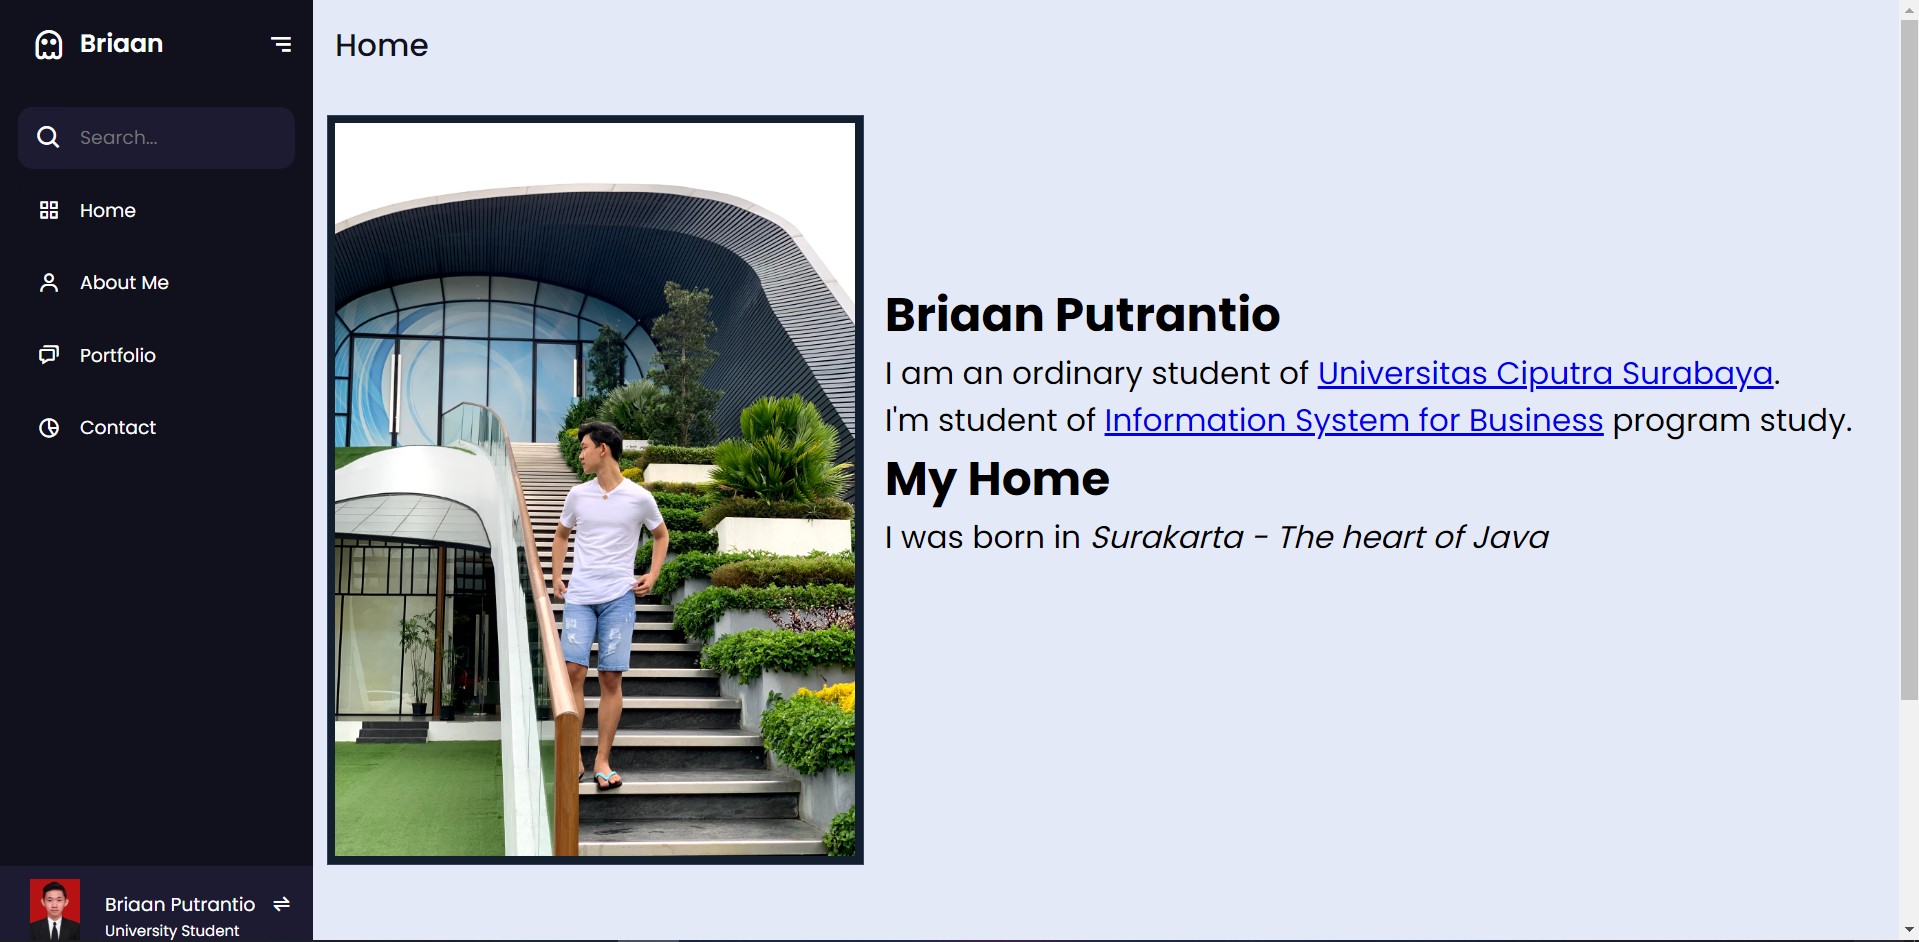 Briaan
Search...
Home
About Me
Portfolio
Contact
Briaan Putrantio
University Student
Home
Briaan Putrantio
I am an ordinary student of Universitas Ciputra Surabaya.
I'm student of Information System for Business program study.
My Home
I was born in Surakarta - The heart of Java